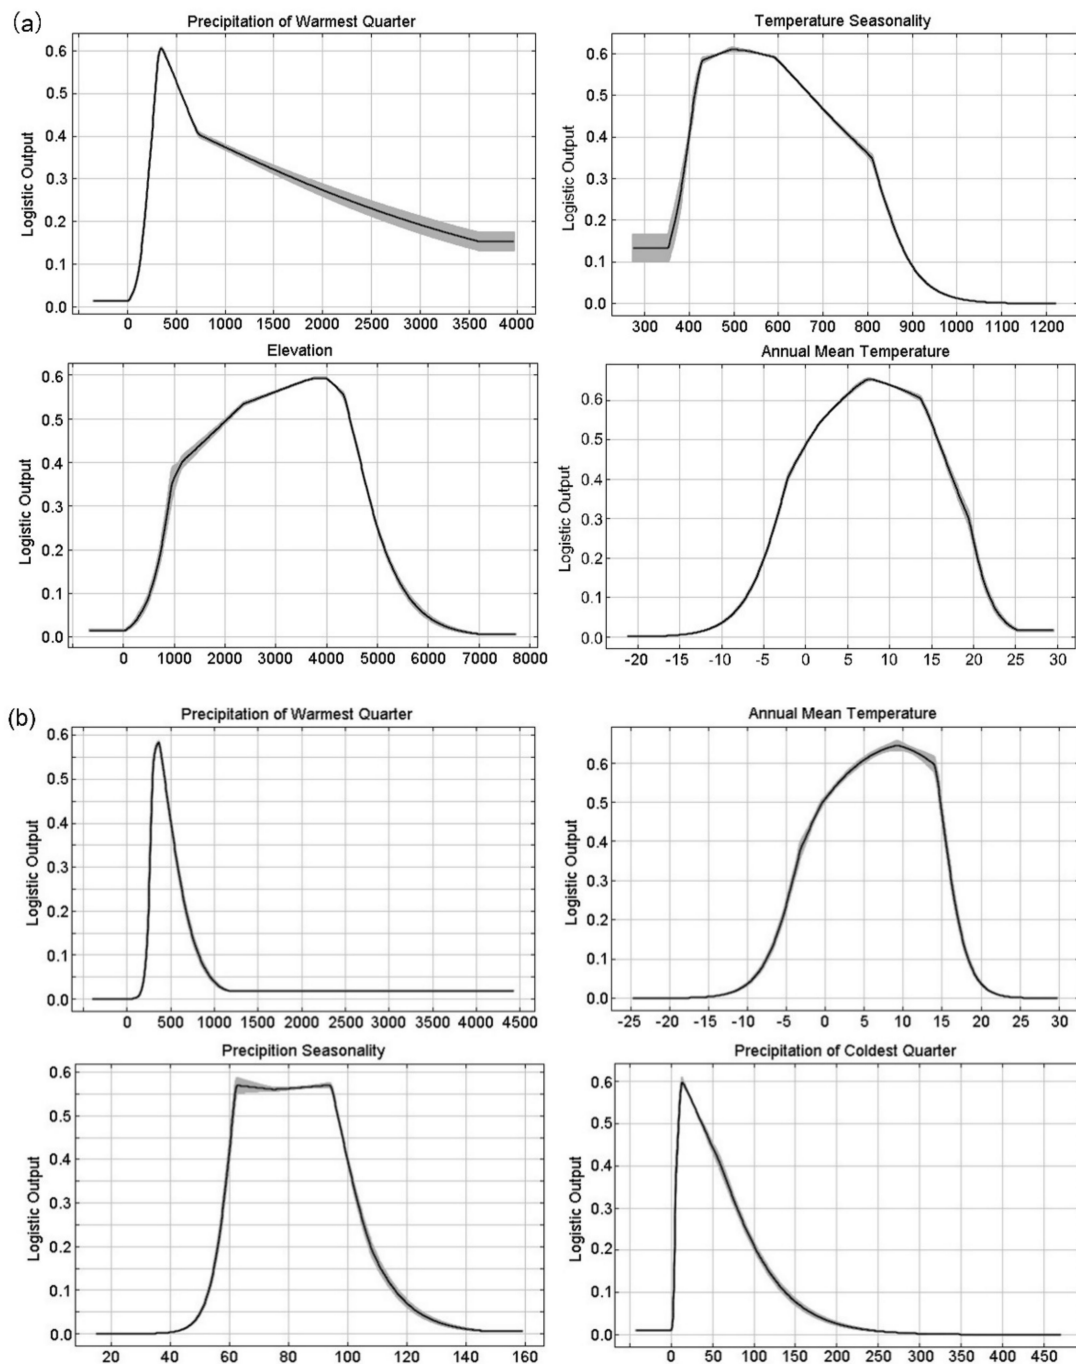 (a)
Precipitation of Warmest Quarter
Logistic Output
0.6
0.5
0.4
0.3
0.2
0.1
0.0
0 500 1000 1500 2000 2500 3000 3500 4000
Temperature Seasonality
Logistic Output
0.6
0.5
0.4
0.3
0.2
0.1
0.0
300 400 500 600 700 800 900 1000 1100 1200
Elevation
Logistic Output
0.6
0.5
0.4
0.3
0.2
0.1
0.0
0 1000 2000 3000 4000 5000 6000 7000 8000
Annual Mean Temperature
Logistic Output
0.6
0.5
0.4
0.3
0.2
0.1
0.0
-20 -15 -10 -5 0 5 10 15 20 25 30
(b)
Precipitation of Warmest Quarter
Logistic Output
0.6
0.5
0.4
0.3
0.2
0.1
0.0
0 500 1000 1500 2000 2500 3000 3500 4000 4500
Annual Mean Temperature
Logistic Output
0.6
0.5
0.4
0.3
0.2
0.1
0.0
-25 -20 -15 -10 -5 0 5 10 15 20 25 30
Precipition Seasonality
Logistic Output
0.6
0.5
0.4
0.3
0.2
0.1
0.0
20 40 60 80 100 120 140 160
Precipitation of Coldest Quarter
Logistic Output
0.6
0.5
0.4
0.3
0.2
0.1
0.0
0 50 100 150 200 250 300 350 400 450